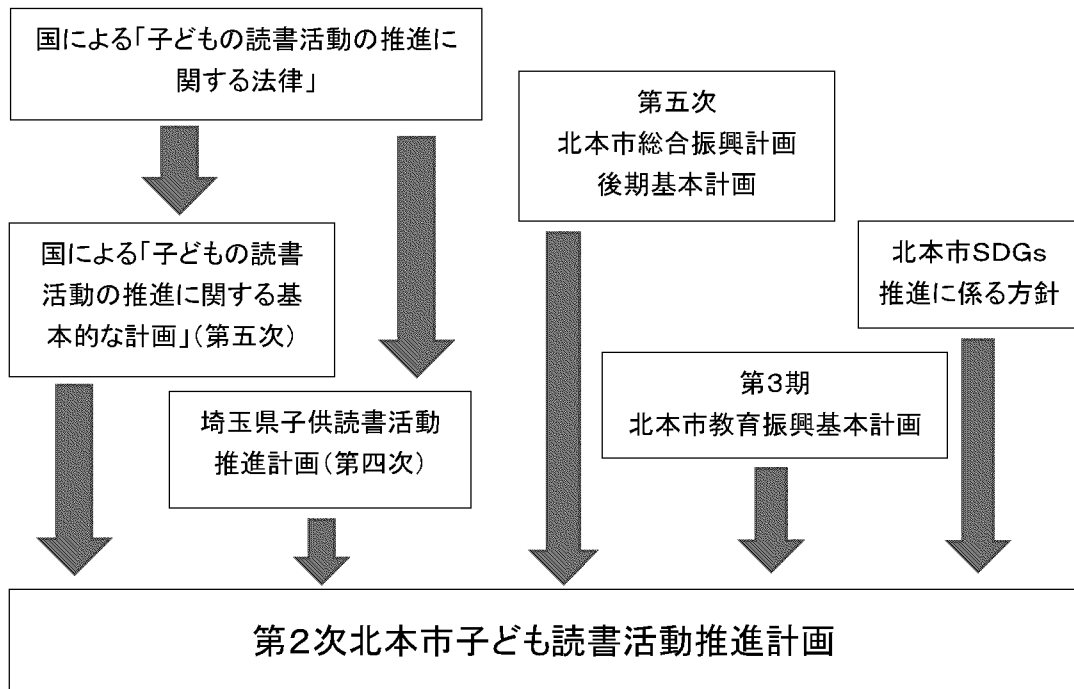 国による「子どもの読書活動の推進に
関する法律」
第五次
北本市総合振興計画
後期基本計画
国による「子どもの読書
活動の推進に関する基
本的な計画」（第五次）
北本市SDGs
推進に係る方針
第3期
北本市教育振興基本計画
埼玉県子供読書活動
推進計画（第四次）
第2次北本市子ども読書活動推進計画